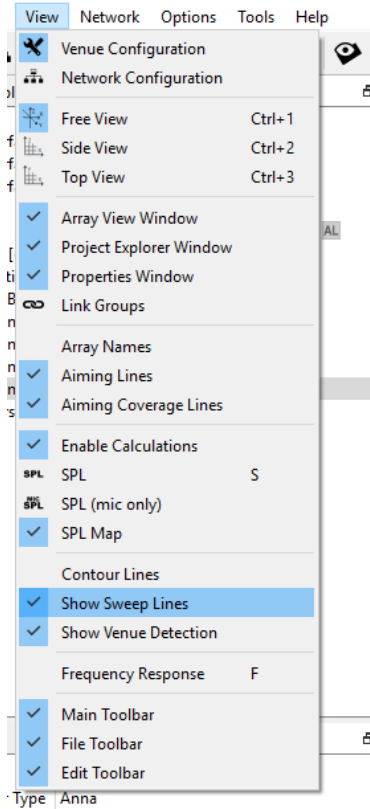 View Network Options Tools Help
Venue Configuration
Network Configuration
Free View Ctrl+1
Side View Ctrl+2
Top View Ctrl+3
Array View Window
AL
Project Explorer Window
Properties Window
Link Groups
Array Names
Aiming Lines
Aiming Coverage Lines
Enable Calculations
SPL SPL S
MIC SPL SPL (mic only)
SPL Map
Contour Lines
Show Sweep Lines
Show Venue Detection
Frequency Response F
Main Toolbar
File Toolbar
Edit Toolbar
Type Anna